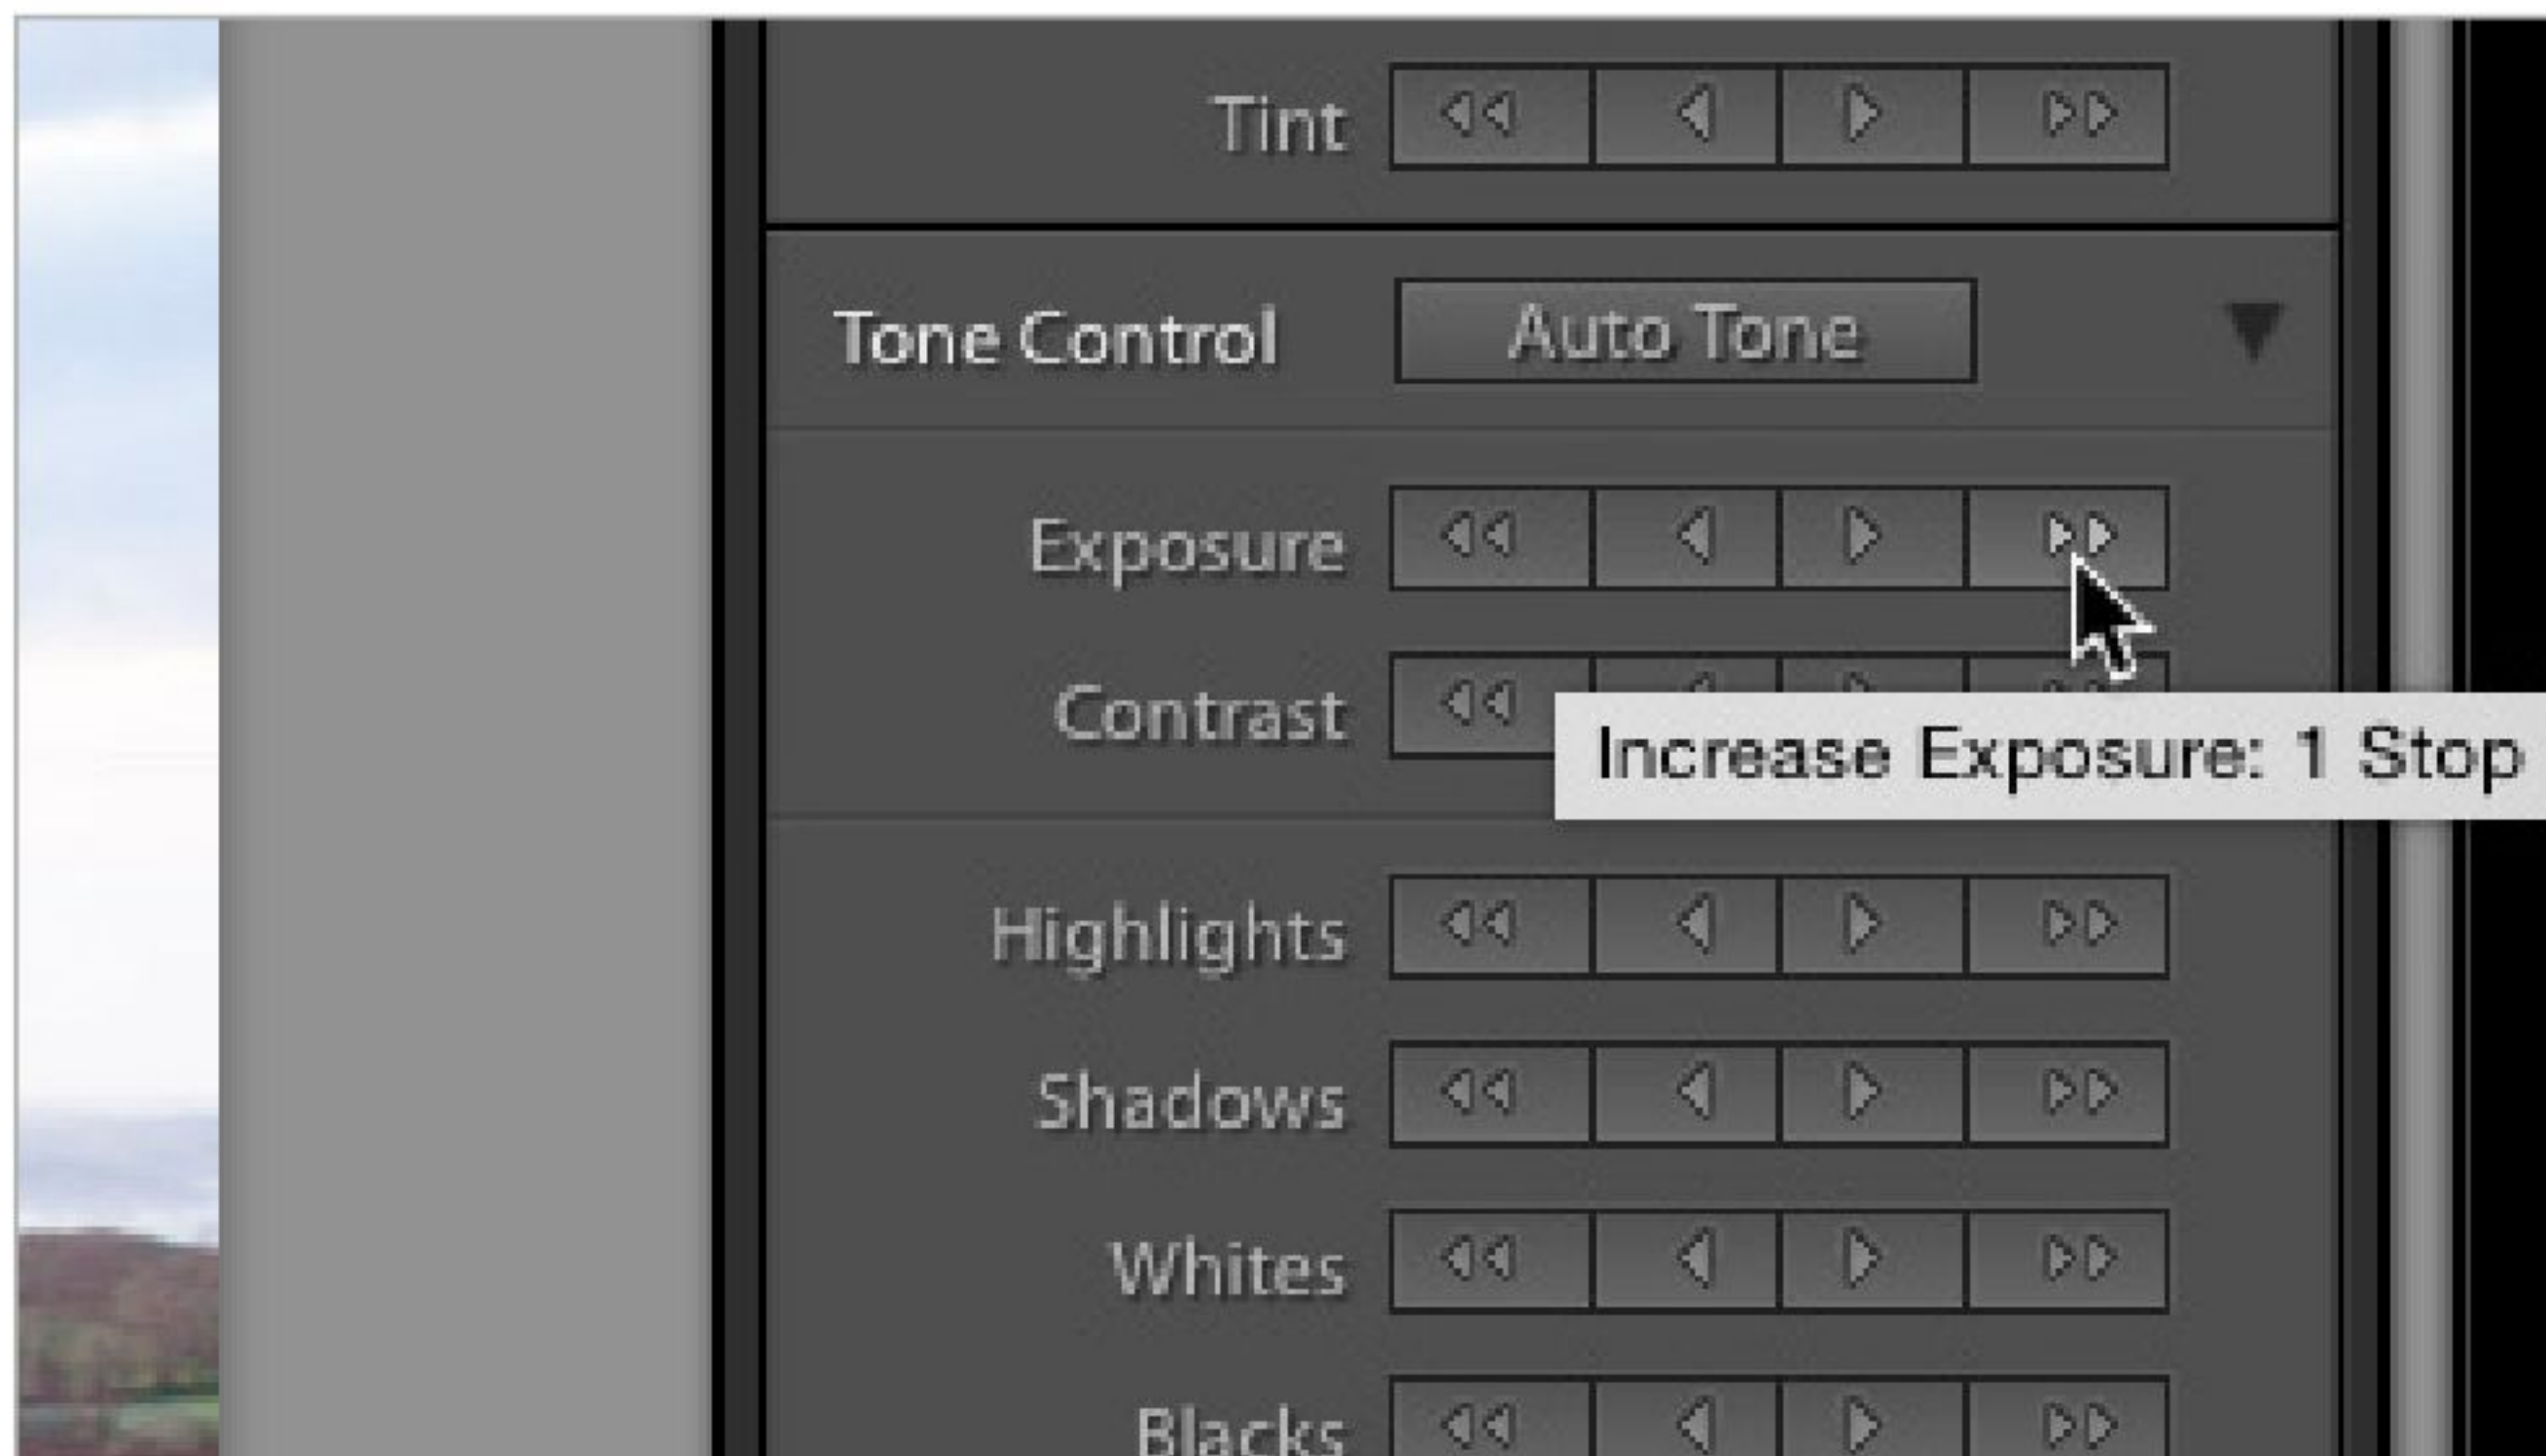 Tint
Tone Control Auto Tone
Exposure
Contrast
Increase Exposure: 1 Stop
Highlights
Shadows
Whites
Blacks